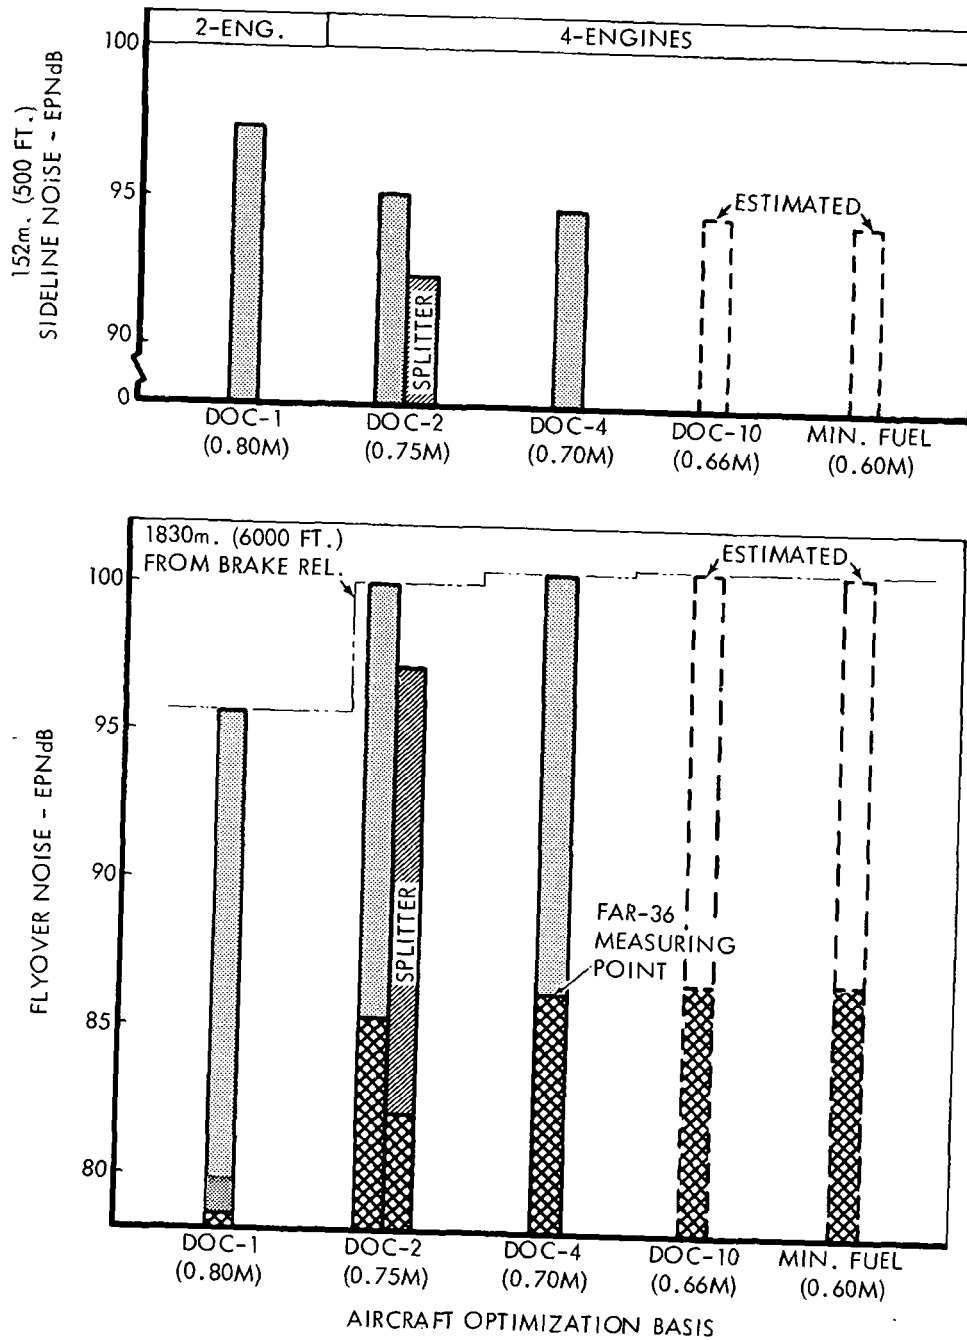 2-ENG.
4-ENGINES
152m. (500 FT.)
SIDELINE NOISE - EPNdB
100
95
90
0
ESTIMATED
SPLITTER
DOC-1
(0.80M)
DOC-2
(0.75M)
DOC-4
(0.70M)
DOC-10
(0.66M)
MIN. FUEL
(0.60M)
1830m. (6000 FT.)
FROM BRAKE REL.
ESTIMATED
FLYOVER NOISE - EPNdB
100
95
90
85
80
SPLITTER
FAR-36
MEASURING
POINT
DOC-1
(0.80M)
DOC-2
(0.75M)
DOC-4
(0.70M)
DOC-10
(0.66M)
MIN. FUEL
(0.60M)
AIRCRAFT OPTIMIZATION BASIS